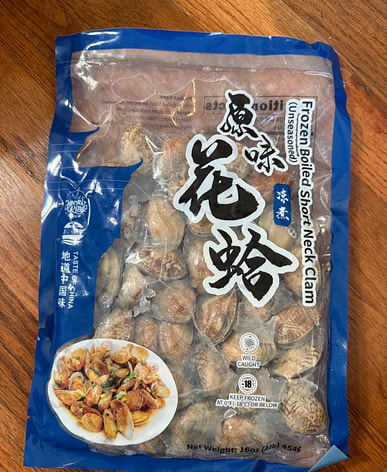 Frozen Boiled Short Neck Clam
(Unseasoned)
原味
冻煮
花蛤
TASTE OF CHINA
地道中国味
WILD
CAUGHT
-18
KEEP FROZEN
AT 0°F(-18°C) OR BELOW
Net Weight: 16oz (1lb) 454g